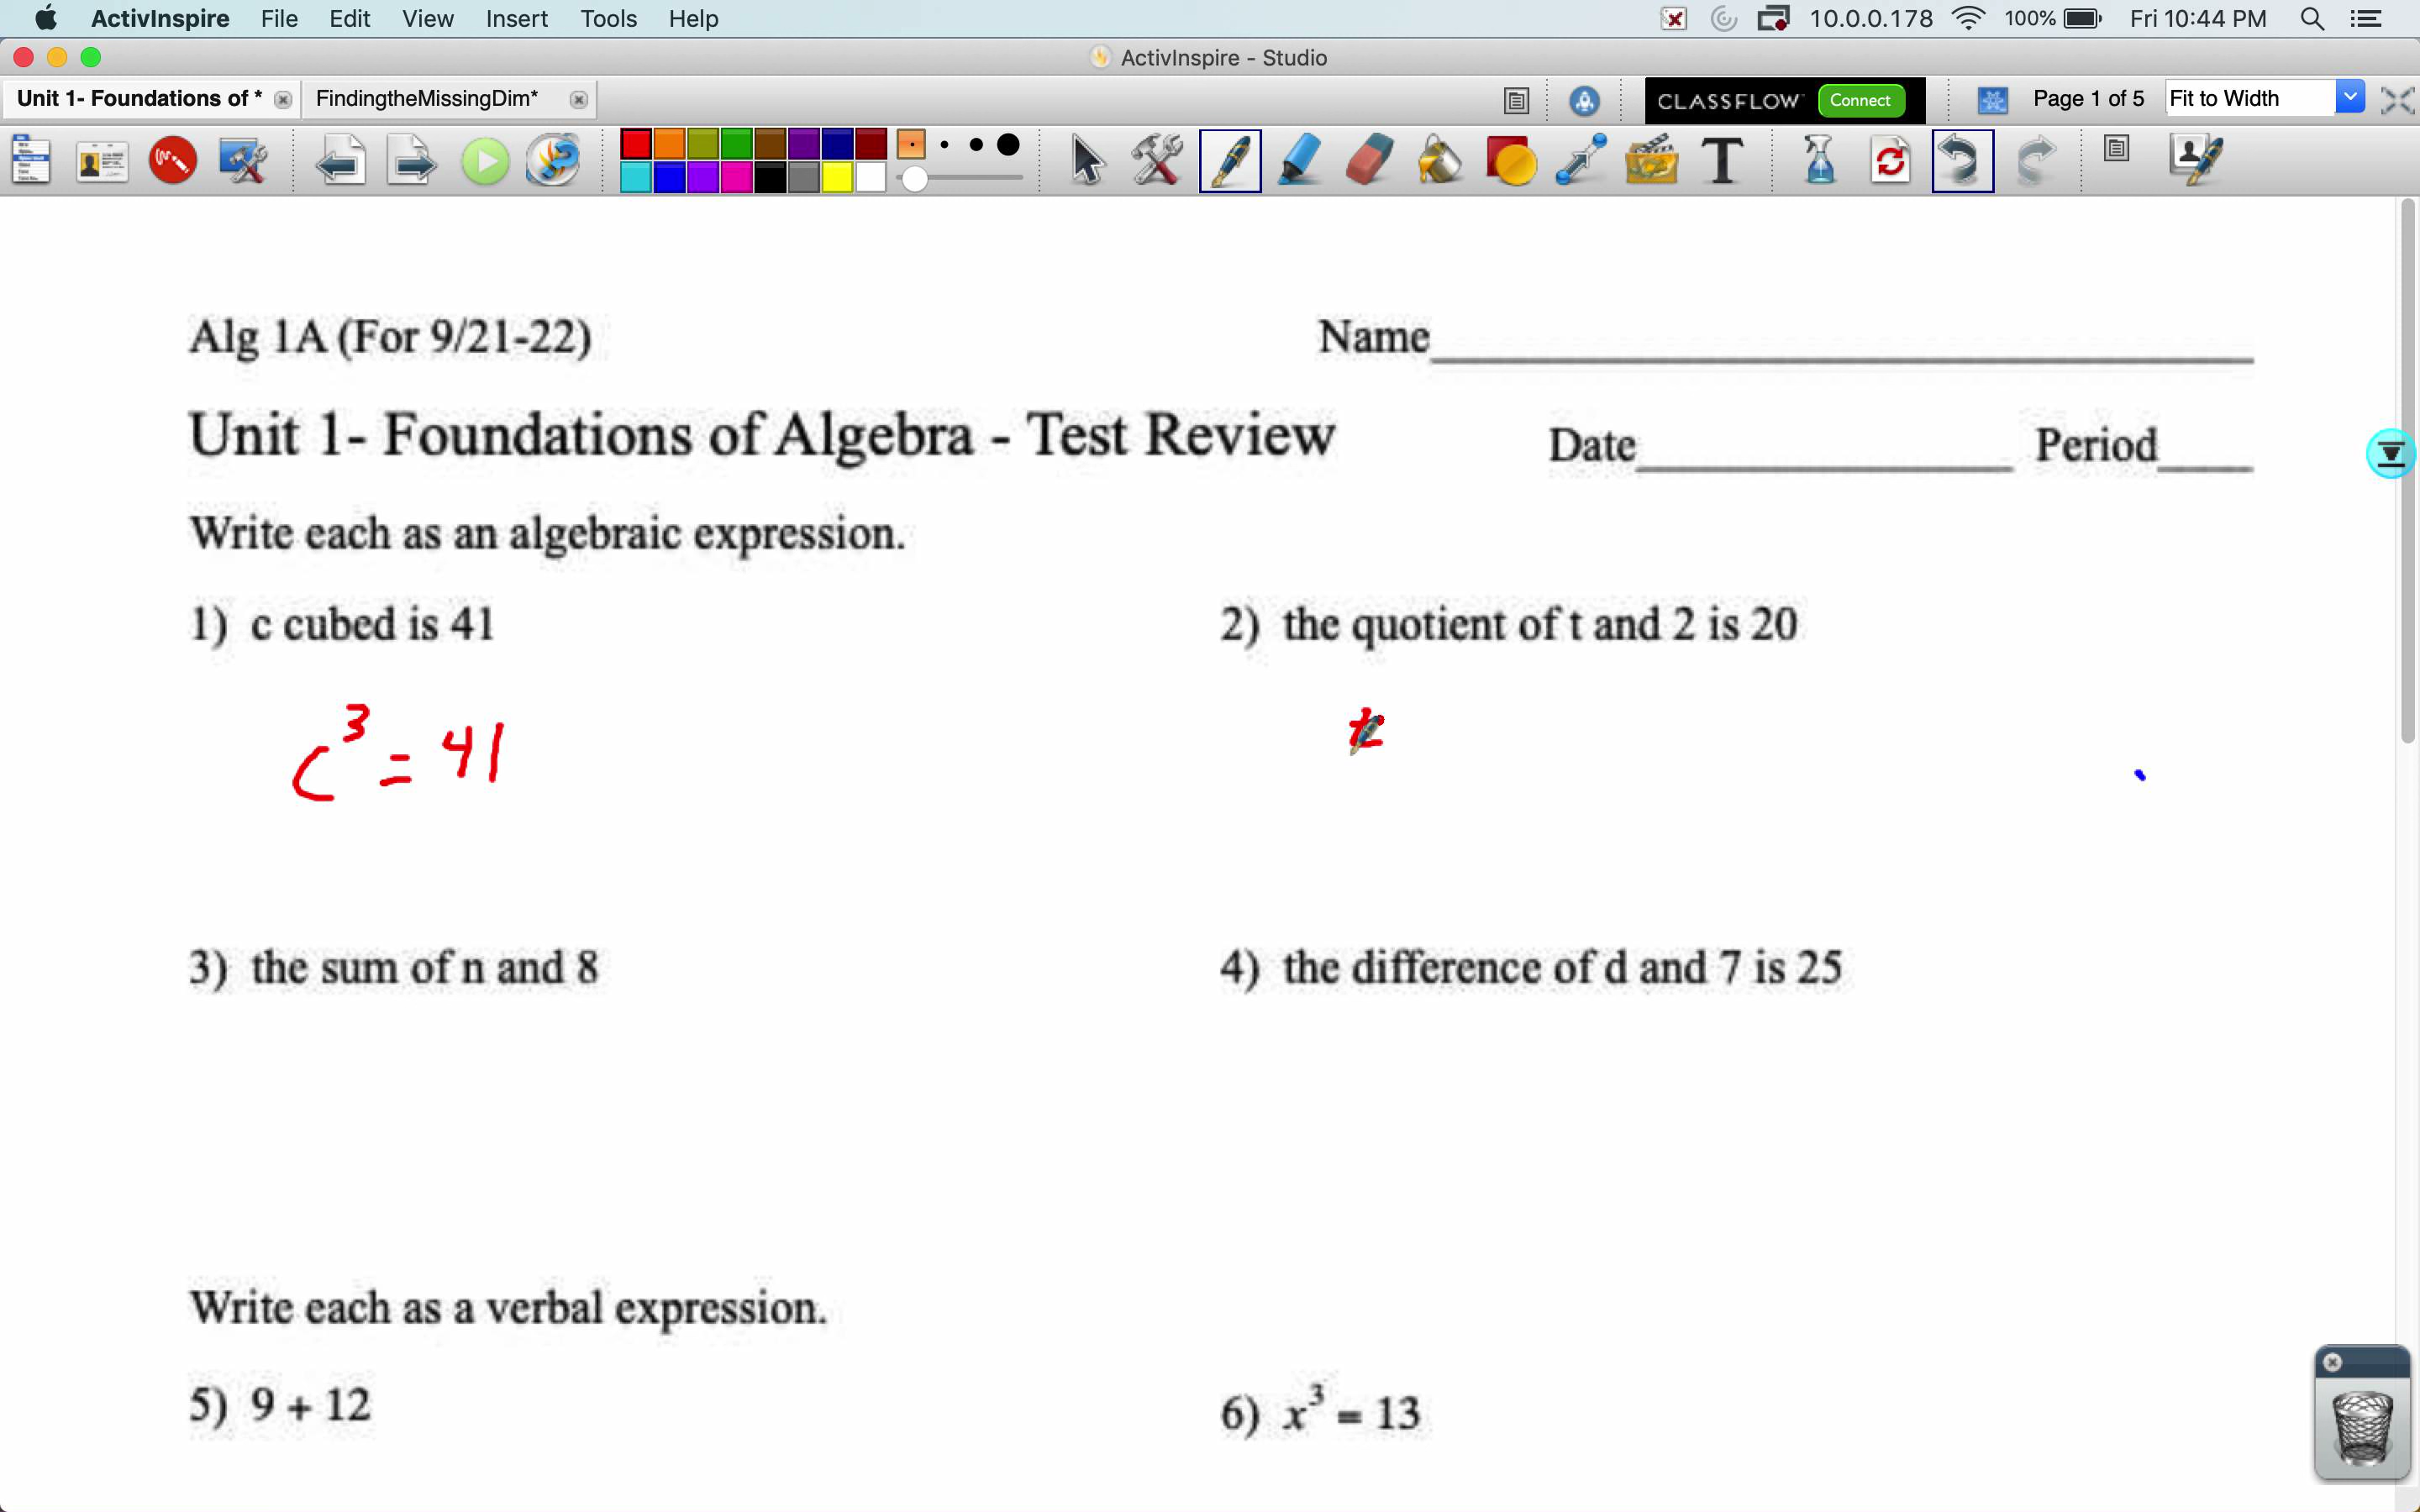 ActivInspire File Edit View Insert Tools Help 10.0.0.178 100% Fri 10:44 PM
ActivInspire - Studio
Unit 1- Foundations of * FindingtheMissingDim* CLASSFLOW Connect Page 1 of 5 Fit to Width
T
Alg 1A (For 9/21-22) Name
Unit 1- Foundations of Algebra - Test Review Date Period
Write each as an algebraic expression.
1) c cubed is 41 2) the quotient of t and 2 is 20
c³ = 41 t
3) the sum of n and 8 4) the difference of d and 7 is 25
Write each as a verbal expression.
5) 9 + 12 6) x³ = 13